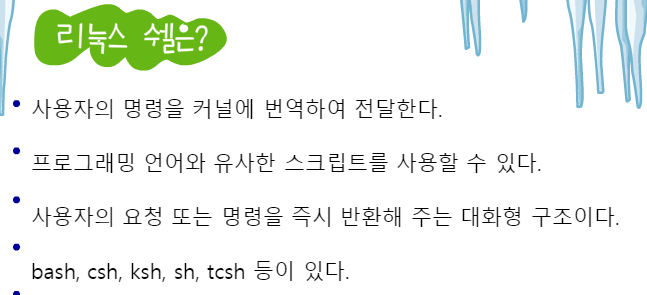 리눅스 쉘은?
사용자의 명령을 커널에 번역하여 전달한다.
프로그래밍 언어와 유사한 스크립트를 사용할 수 있다.
사용자의 요청 또는 명령을 즉시 반환해 주는 대화형 구조이다.
bash, csh, ksh, sh, tcsh 등이 있다.